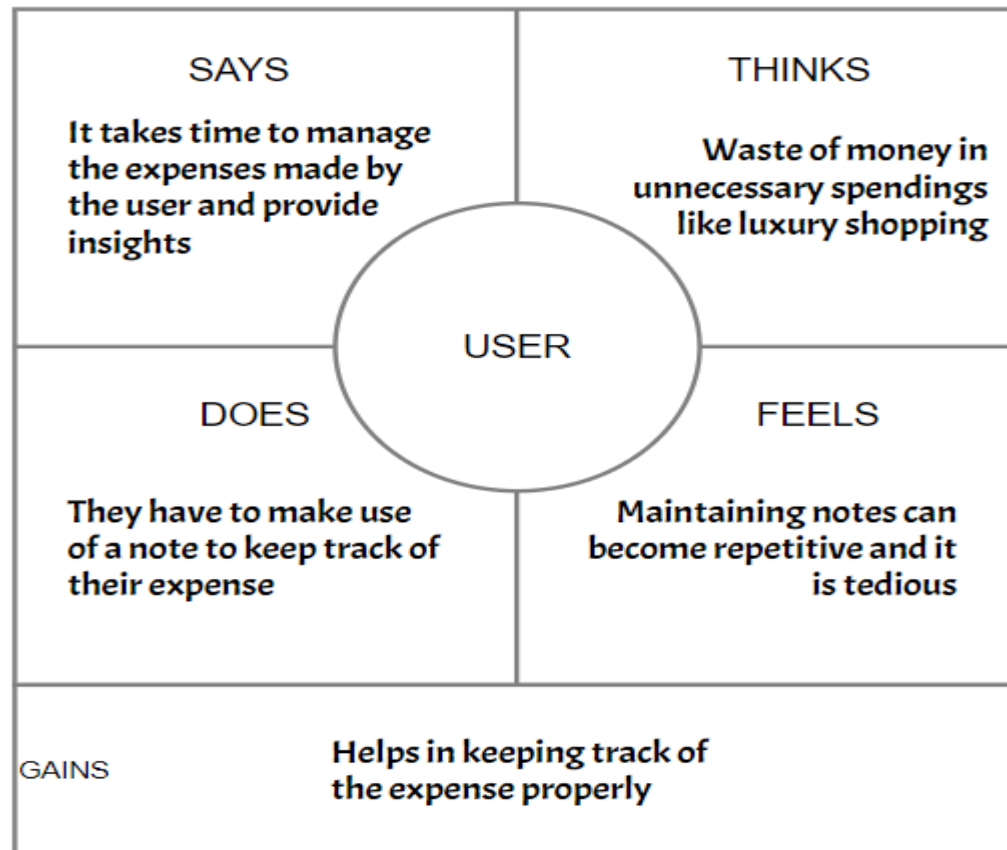 SAYS
It takes time to manage
the expenses made by
the user and provide
insights
THINKS
Waste of money in
unnecessary spendings
like luxury shopping
USER
DOES
They have to make use
of a note to keep track of
their expense
FEELS
Maintaining notes can
become repetitive and it
is tedious
GAINS
Helps in keeping track of
the expense properly